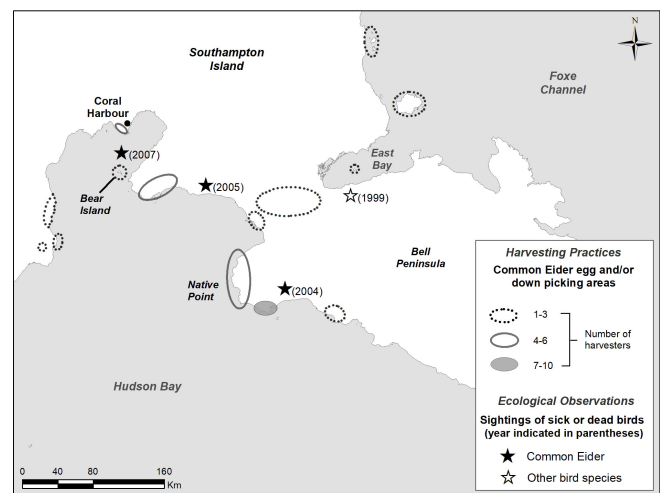 N
Southampton
Island
Foxe
Channel
Coral
Harbour
(2007)
East
Bay
(2005)
(1999)
Bear
Island
Bell
Peninsula
Native
Point
(2004)
Hudson Bay
Harvesting Practices
Common Eider egg and/or
down picking areas
1-3
4-6
7-10
Number of
harvesters
Ecological Observations
Sightings of sick or dead birds
(year indicated in parentheses)
Common Eider
Other bird species
0 40 80 160
Km